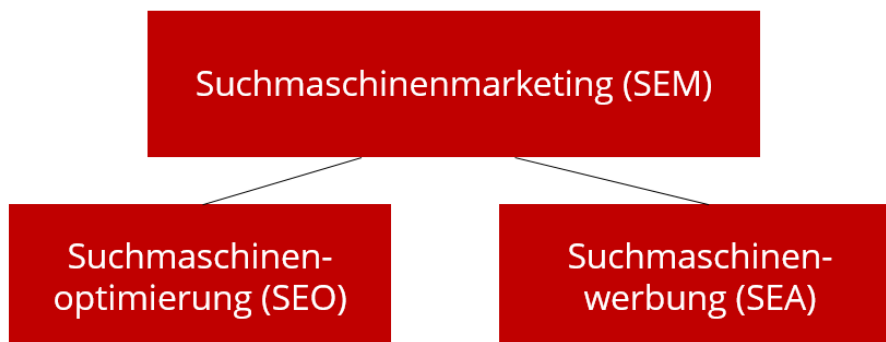 Suchmaschinenmarketing (SEM)
Suchmaschinen-
optimierung (SEO)
Suchmaschinen-
werbung (SEA)